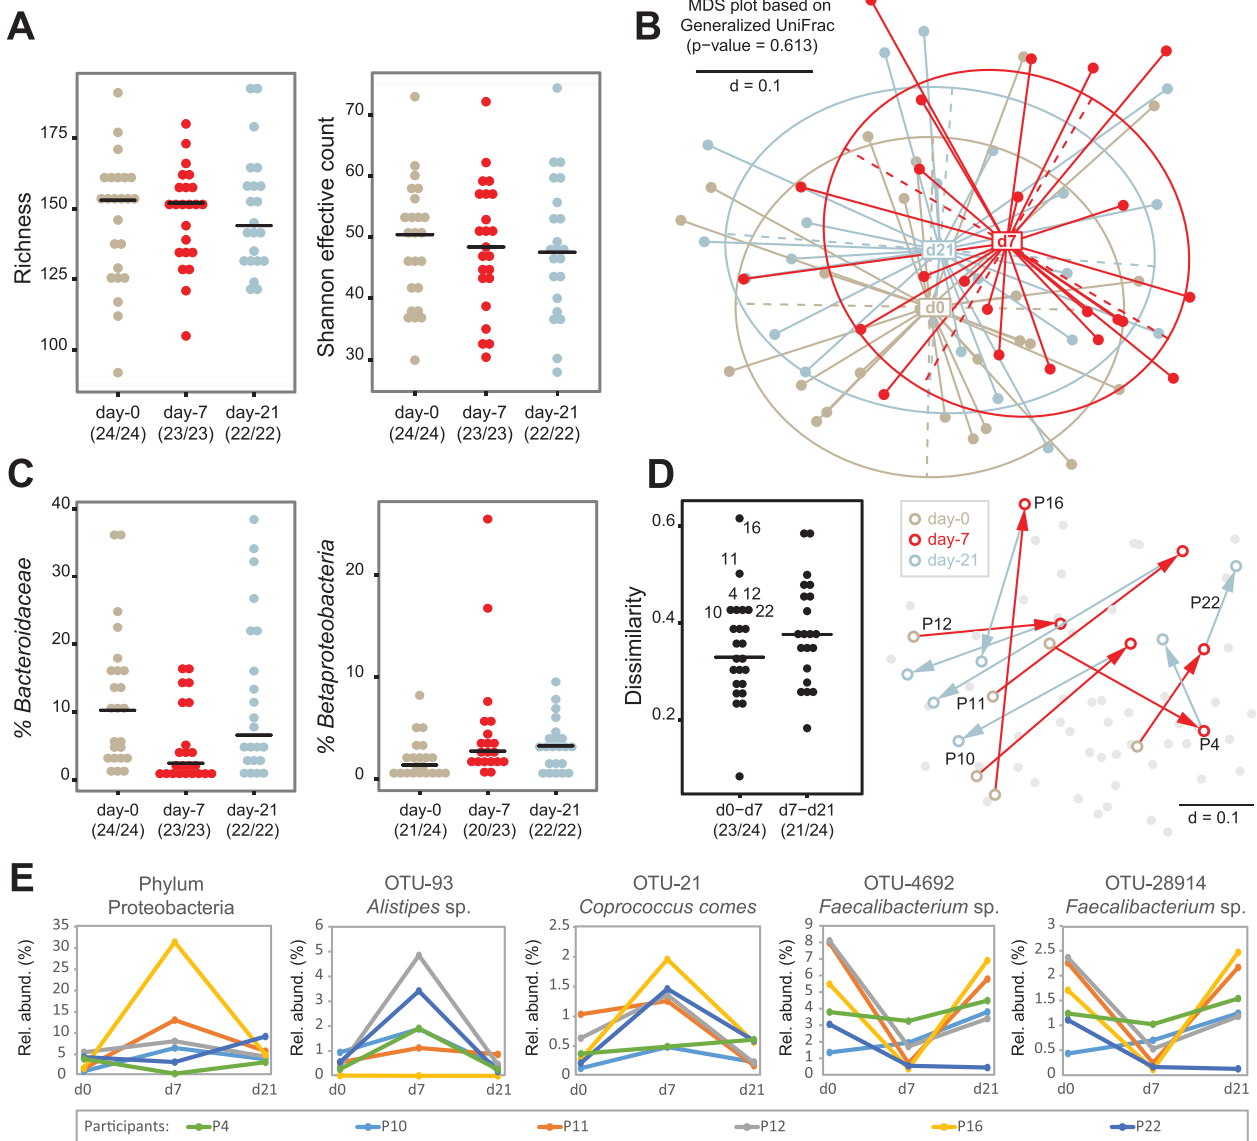 A
Richness
175
150
125
100
day-0 day-7 day-21
(24/24) (23/23) (22/22)
Shannon effective count
70
60
50
40
30
day-0 day-7 day-21
(24/24) (23/23) (22/22)
B
MDS plot based on
Generalized UniFrac
(p−value = 0.613)
d = 0.1
d7
d21
d0
C
% Bacteroidaceae
40
30
20
10
0
day-0 day-7 day-21
(24/24) (23/23) (22/22)
% Betaproteobacteria
20
10
0
day-0 day-7 day-21
(21/24) (20/23) (22/22)
D
Dissimilarity
0.6
0.4
0.2
16
11
4 12
10 22
d0−d7 d7−d21
(23/24) (21/24)
day-0
day-7
day-21
P16
P22
P12
P11
P4
P10
d = 0.1
E
Phylum
Proteobacteria
Rel. abund. (%)
35
30
25
20
15
10
5
0
d0 d7 d21
OTU-93
Alistipes sp.
Rel. abund. (%)
6
5
4
3
2
1
0
d0 d7 d21
OTU-21
Coprococcus comes
Rel. abund. (%)
2.5
2
1.5
1
0.5
0
d0 d7 d21
OTU-4692
Faecalibacterium sp.
Rel. abund. (%)
9
8
7
6
5
4
3
2
1
0
d0 d7 d21
OTU-28914
Faecalibacterium sp.
Rel. abund. (%)
3
2.5
2
1.5
1
0.5
0
d0 d7 d21
Participants: P4 P10 P11 P12 P16 P22